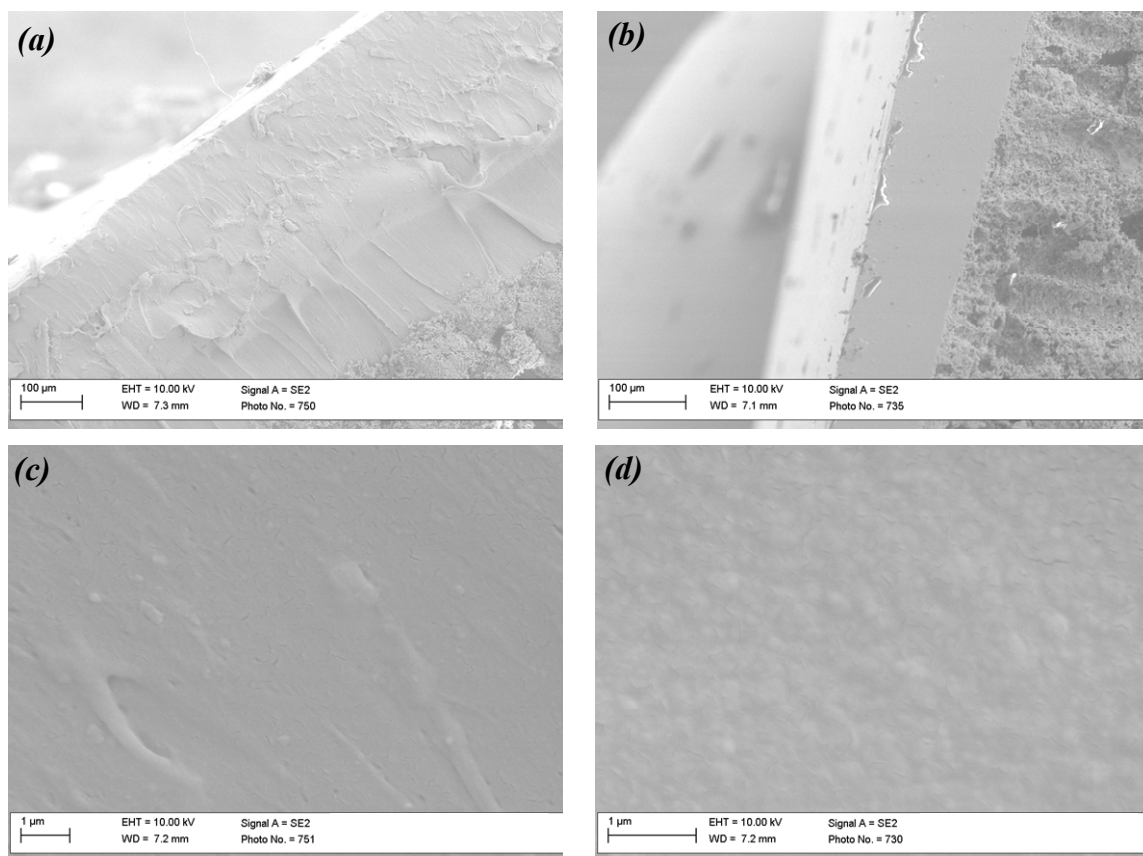 (a)
100 µm
EHT = 10.00 kV
Signal A = SE2
WD = 7.3 mm
Photo No. = 750
(b)
100 µm
EHT = 10.00 kV
Signal A = SE2
WD = 7.1 mm
Photo No. = 735
(c)
1 µm
EHT = 10.00 kV
Signal A = SE2
WD = 7.2 mm
Photo No. = 751
(d)
1 µm
EHT = 10.00 kV
Signal A = SE2
WD = 7.2 mm
Photo No. = 730